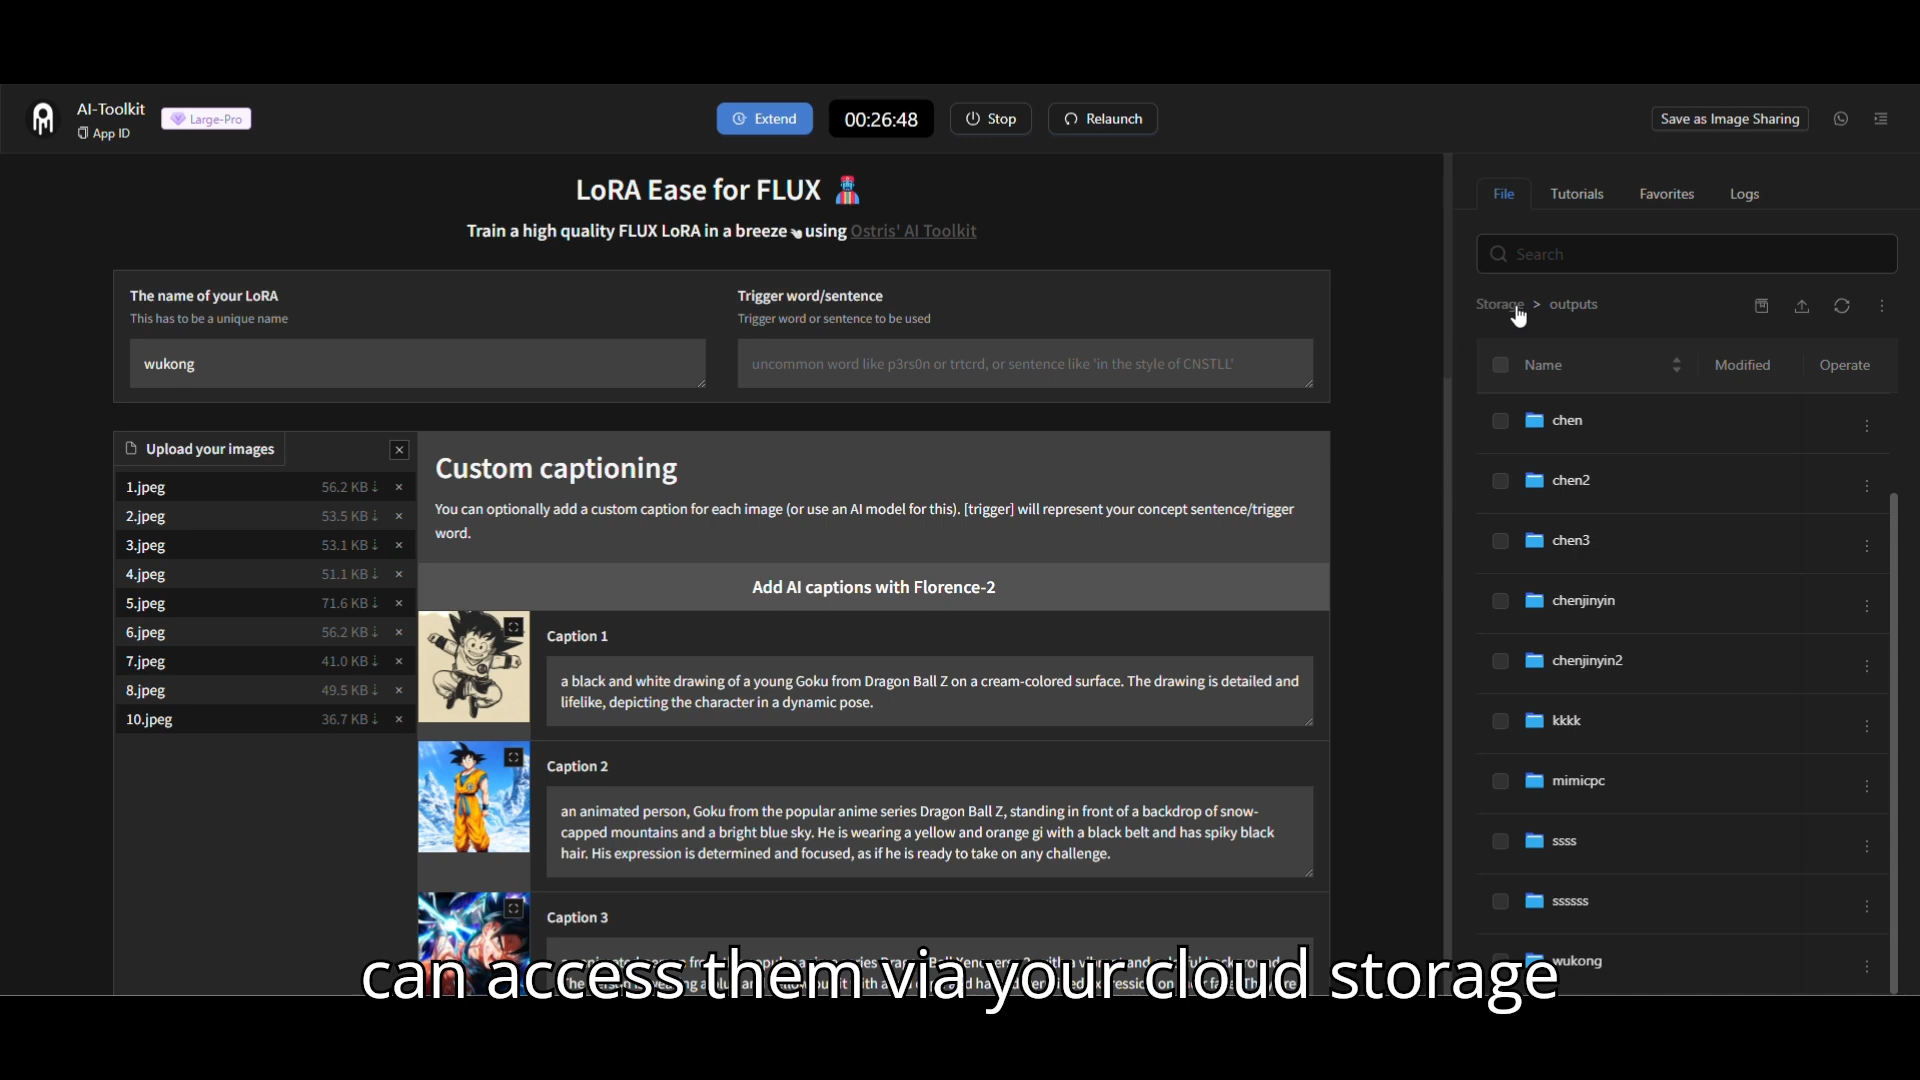 AI-Toolkit
App ID
Large-Pro
Extend
00:26:48
Stop
Relaunch
Save as Image Sharing
LoRA Ease for FLUX
Train a high quality FLUX LoRA in a breeze using Ostris' AI Toolkit
The name of your LoRA
This has to be a unique name
wukong
Trigger word/sentence
Trigger word or sentence to be used
uncommon word like p3rs0n or trtcrd, or sentence like 'in the style of CNSTLL'
Upload your images
1.jpeg 56.2 KB ⇣ ×
2.jpeg 53.5 KB ⇣ ×
3.jpeg 53.1 KB ⇣ ×
4.jpeg 51.1 KB ⇣ ×
5.jpeg 71.6 KB ⇣ ×
6.jpeg 56.2 KB ⇣ ×
7.jpeg 41.0 KB ⇣ ×
8.jpeg 49.5 KB ⇣ ×
10.jpeg 36.7 KB ⇣ ×
Custom captioning
You can optionally add a custom caption for each image (or use an AI model for this). [trigger] will represent your concept sentence/trigger
word.
Add AI captions with Florence-2
Caption 1
a black and white drawing of a young Goku from Dragon Ball Z on a cream-colored surface. The drawing is detailed and
lifelike, depicting the character in a dynamic pose.
Caption 2
an animated person, Goku from the popular anime series Dragon Ball Z, standing in front of a backdrop of snow-
capped mountains and a bright blue sky. He is wearing a yellow and orange gi with a black belt and has spiky black
hair. His expression is determined and focused, as if he is ready to take on any challenge.
Caption 3
File
Tutorials
Favorites
Logs
Search
Storage > outputs
Name
Modified
Operate
chen
chen2
chen3
chenjinyin
chenjinyin2
kkkk
mimicpc
ssss
ssssss
wukong
can access them via your cloud storage